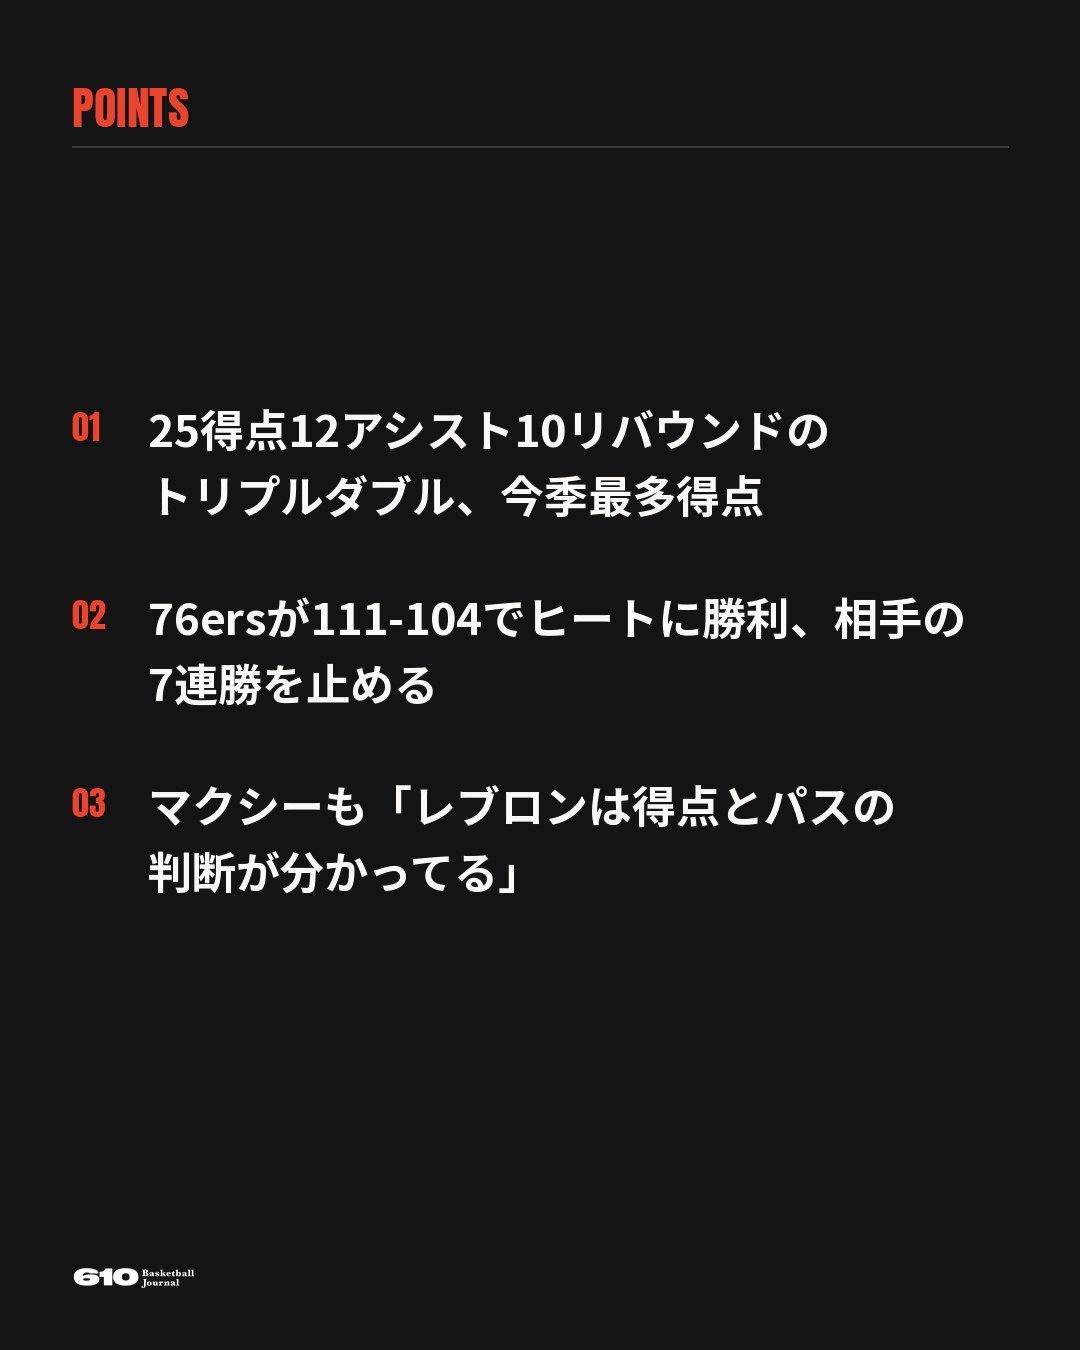 POINTS
01
25得点12アシスト10リバウンドの
トリプルダブル、今季最多得点
02
76ersが111-104でヒートに勝利、相手の
7連勝を止める
03
マクシーも「レブロンは得点とパスの
判断が分かってる」
610 Basketball
Journal